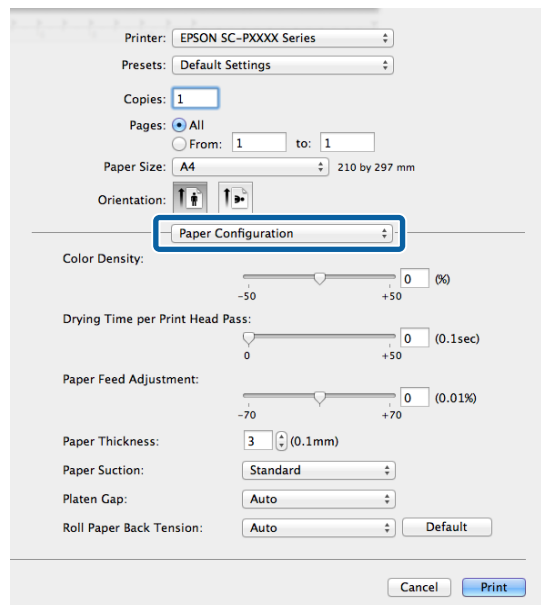 Printer: EPSON SC-PXXXX Series
Presets: Default Settings
Copies: 1
Pages: All
From: 1 to: 1
Paper Size: A4 210 by 297 mm
Orientation:
Paper Configuration
Color Density:
0 (%)
-50 +50
Drying Time per Print Head Pass:
0 (0.1sec)
0 +50
Paper Feed Adjustment:
0 (0.01%)
-70 +70
Paper Thickness: 3 (0.1mm)
Paper Suction: Standard
Platen Gap: Auto
Roll Paper Back Tension: Auto Default
Cancel Print